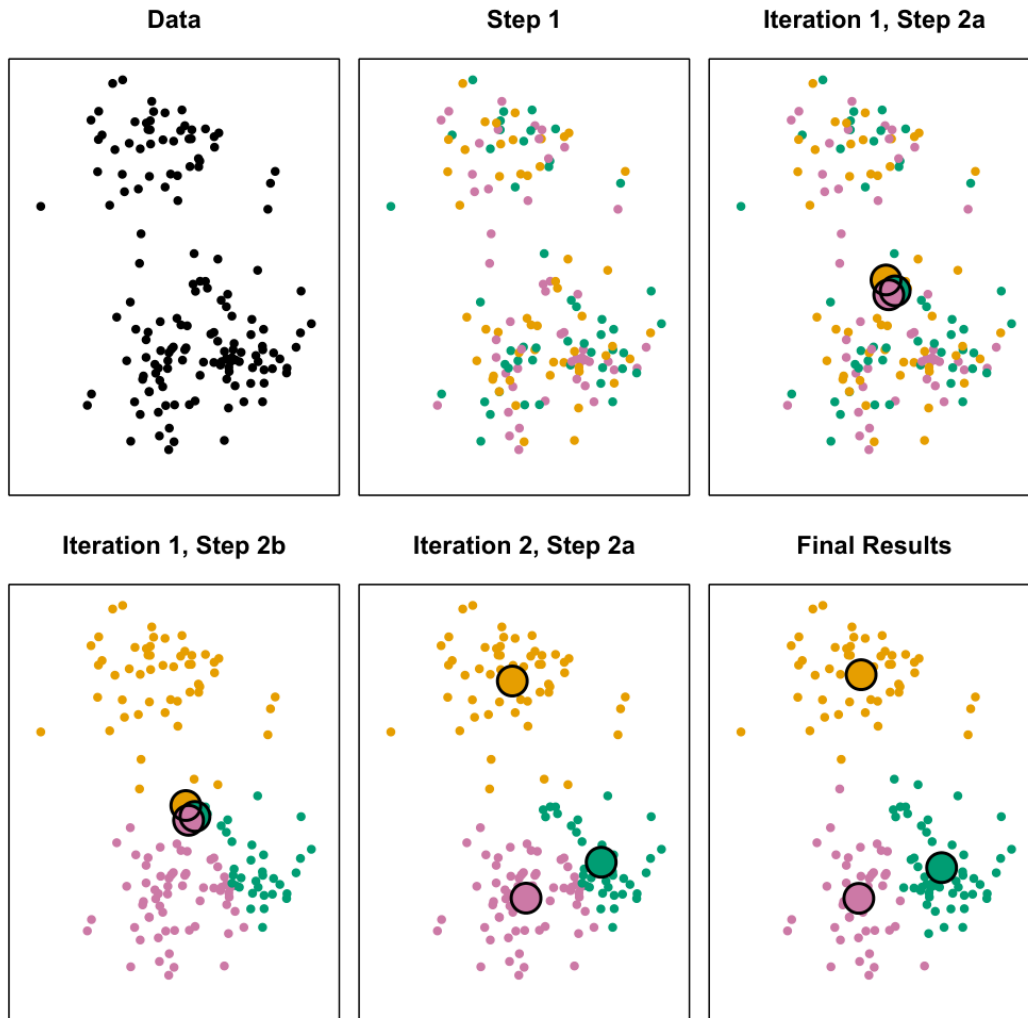 Data
Step 1
Iteration 1, Step 2a
Iteration 1, Step 2b
Iteration 2, Step 2a
Final Results